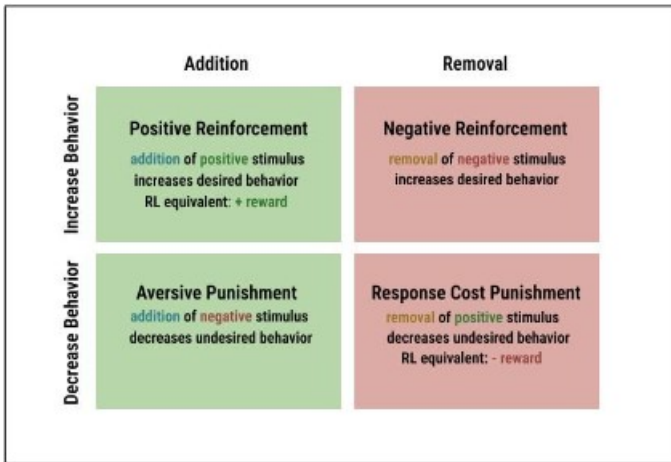 Addition
Removal
Increase Behavior
Positive Reinforcement
addition of positive stimulus
increases desired behavior
RL equivalent: + reward
Negative Reinforcement
removal of negative stimulus
increases desired behavior
Decrease Behavior
Aversive Punishment
addition of negative stimulus
decreases undesired behavior
Response Cost Punishment
removal of positive stimulus
decreases undesired behavior
RL equivalent: - reward